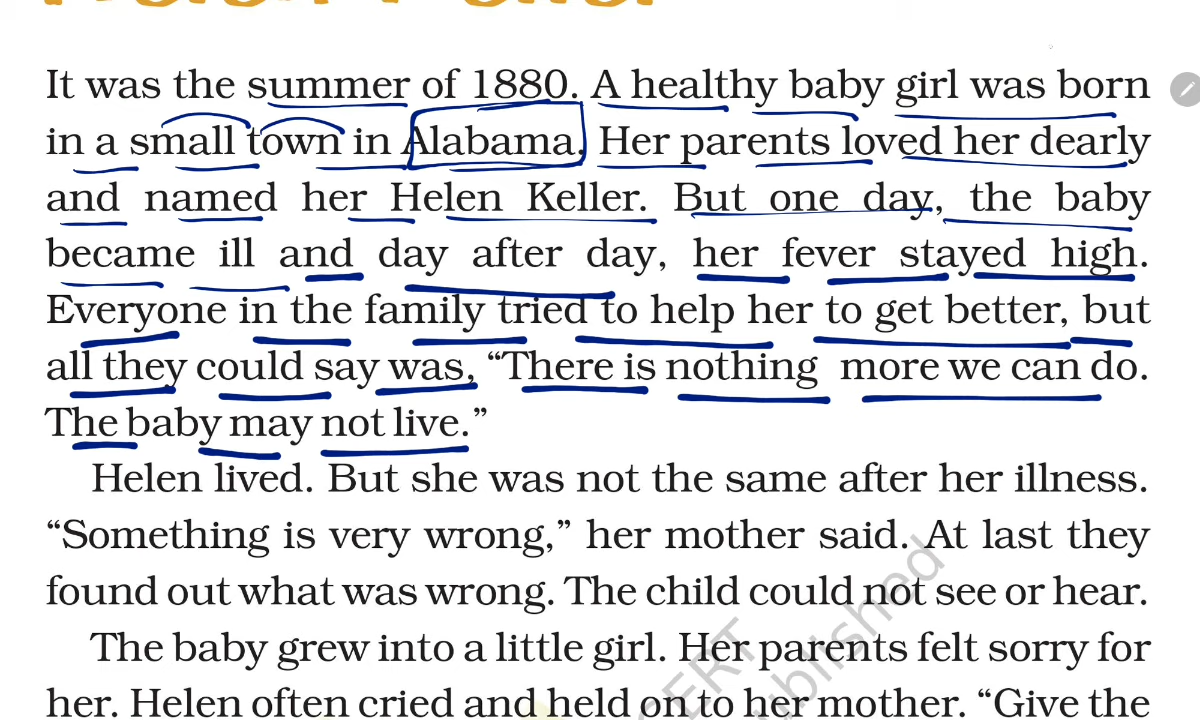 It was the summer of 1880. A healthy baby girl was born
in a small town in Alabama. Her parents loved her dearly
and named her Helen Keller. But one day, the baby
became ill and day after day, her fever stayed high.
Everyone in the family tried to help her to get better, but
all they could say was, “There is nothing more we can do.
The baby may not live.”
Helen lived. But she was not the same after her illness.
“Something is very wrong,” her mother said. At last they
found out what was wrong. The child could not see or hear.
The baby grew into a little girl. Her parents felt sorry for
her. Helen often cried and held on to her mother. “Give the